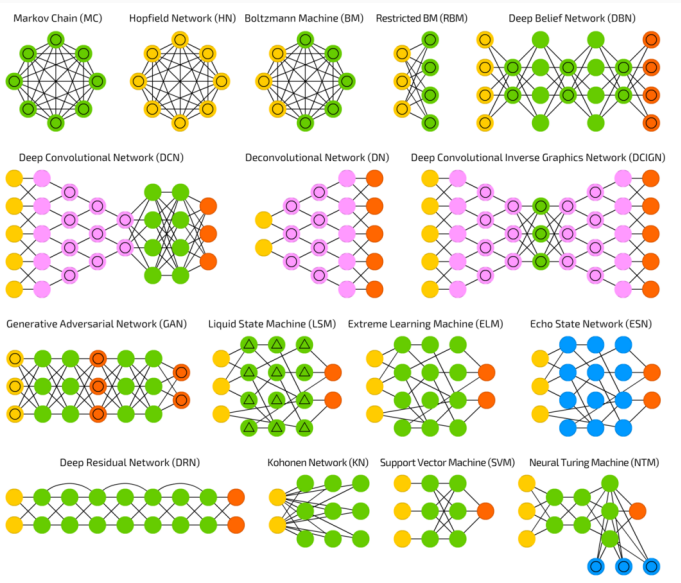 Markov Chain (MC)
Hopfield Network (HN)
Boltzmann Machine (BM)
Restricted BM (RBM)
Deep Belief Network (DBN)
Deep Convolutional Network (DCN)
Deconvolutional Network (DN)
Deep Convolutional Inverse Graphics Network (DCIGN)
Generative Adversarial Network (GAN)
Liquid State Machine (LSM)
Extreme Learning Machine (ELM)
Echo State Network (ESN)
Deep Residual Network (DRN)
Kohonen Network (KN)
Support Vector Machine (SVM)
Neural Turing Machine (NTM)